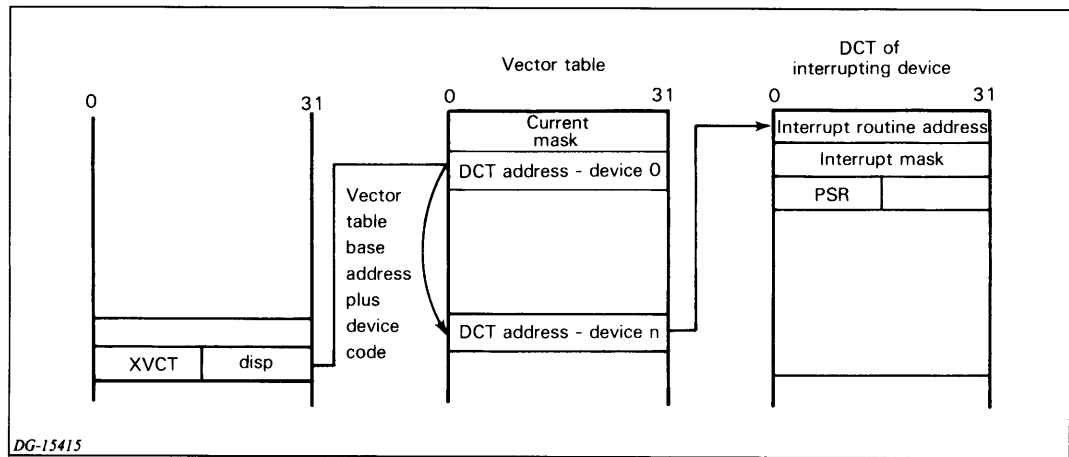 0
31
XVCT
disp
Vector
table
base
address
plus
device
code
Vector table
0
31
Current
mask
DCT address - device 0
DCT address - device n
DCT of
interrupting device
0
31
Interrupt routine address
Interrupt mask
PSR
DG-15415